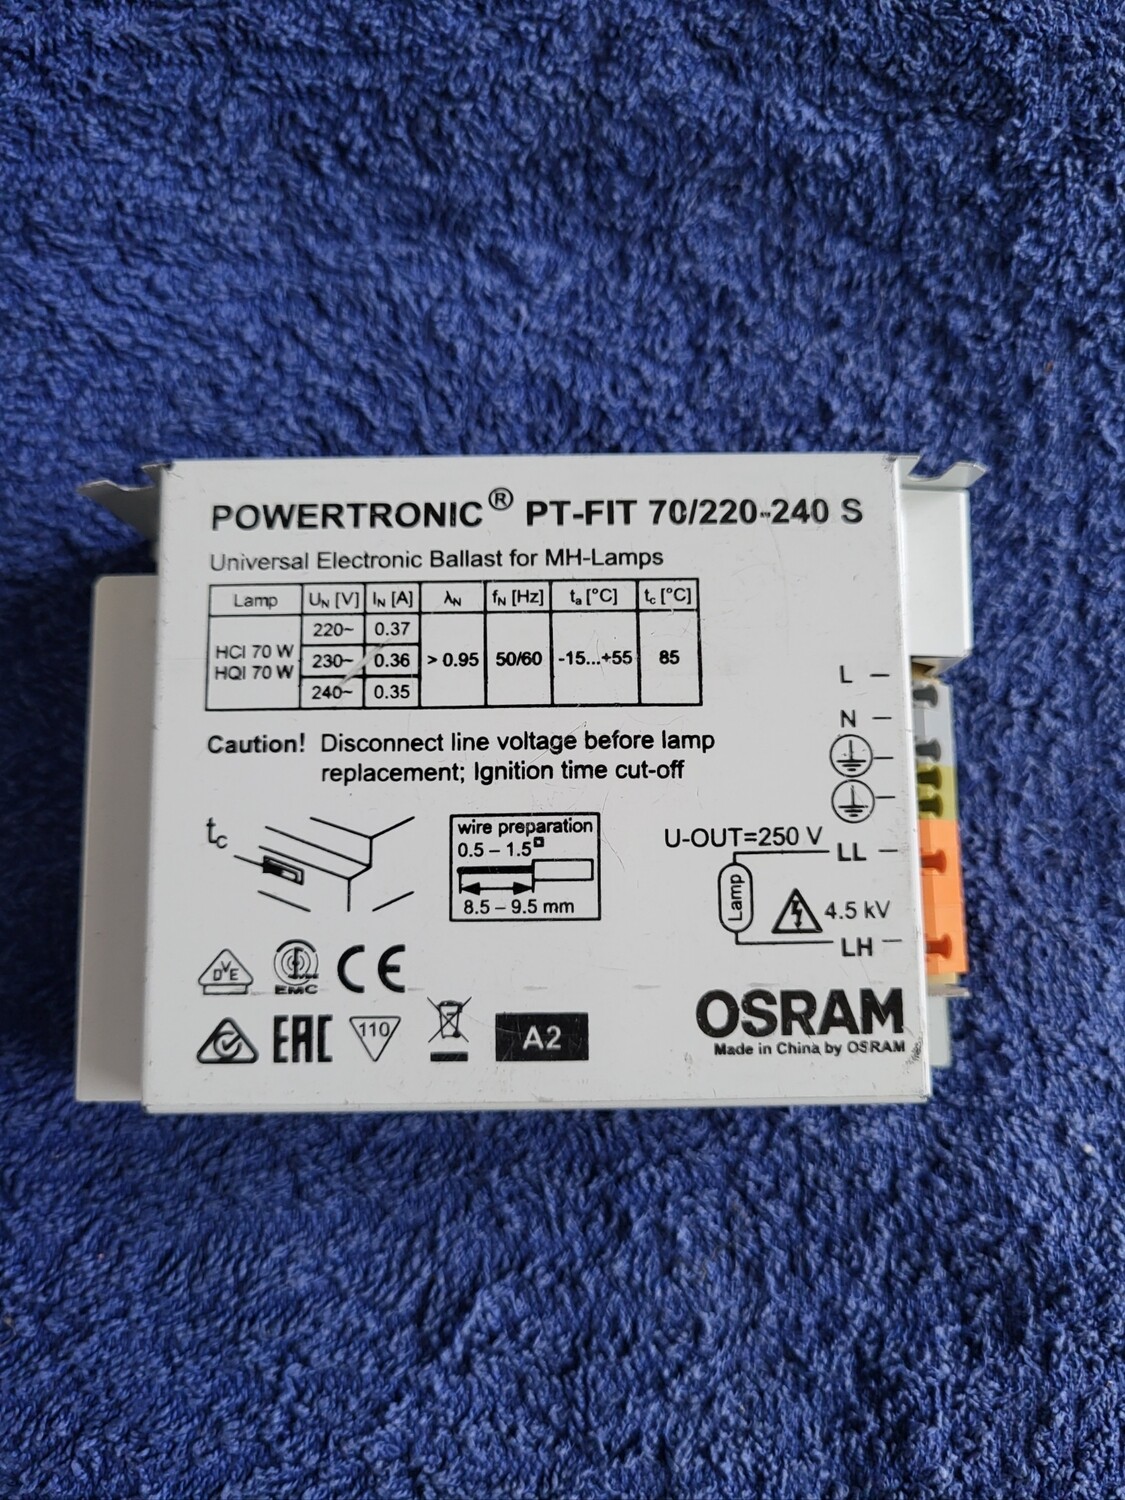 POWERTRONIC® PT-FIT 70/220-240 S
Universal Electronic Ballast for MH-Lamps
Lamp UN [V] IN [A] λN fN [Hz] ta [°C] tc [°C]
HCI 70 W
HQI 70 W
220~ 0.37
230~ 0.36 > 0.95 50/60 -15...+55 85
240~ 0.35
Caution! Disconnect line voltage before lamp
replacement; Ignition time cut-off
L
N
tc
wire preparation
0.5 – 1.5
8.5 – 9.5 mm
U-OUT=250 V
LL
Lamp
4.5 kV
LH
DVE
EMC
CE
EAC
110
A2
OSRAM
Made in China by OSRAM